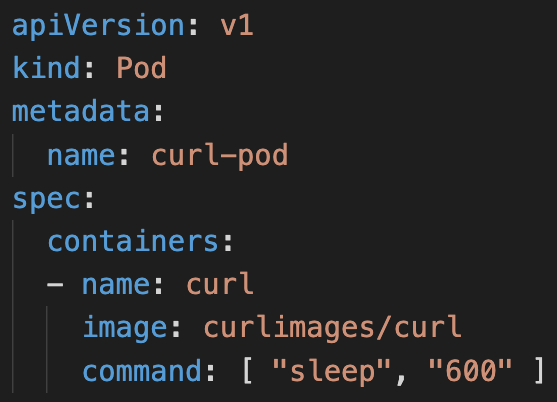 apiVersion: v1
kind: Pod
metadata:
  name: curl-pod
spec:
  containers:
  - name: curl
    image: curlimages/curl
    command: [ "sleep", "600" ]